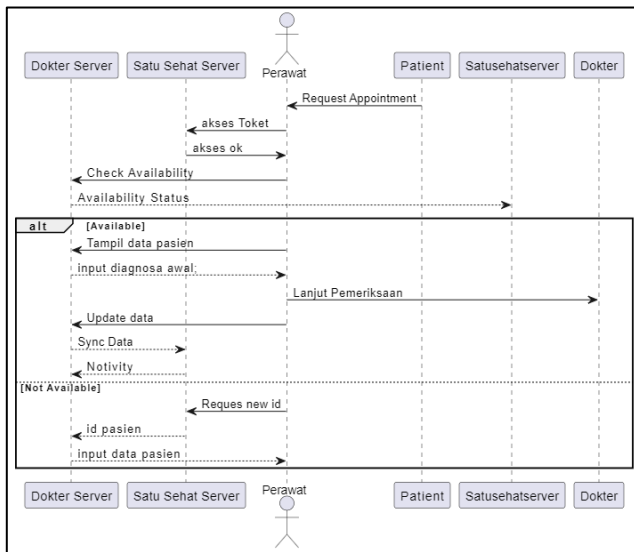 Perawat
Dokter Server
Satu Sehat Server
Patient
Satusehatserver
Dokter
Request Appointment
akses Toket
akses ok
Check Availability
Availability Status
alt
[Available]
Tampil data pasien
input diagnosa awal;
Lanjut Pemeriksaan
Update data
Sync Data
Notivity
[Not Available]
Reques new id
id pasien
input data pasien
Dokter Server
Satu Sehat Server
Perawat
Patient
Satusehatserver
Dokter